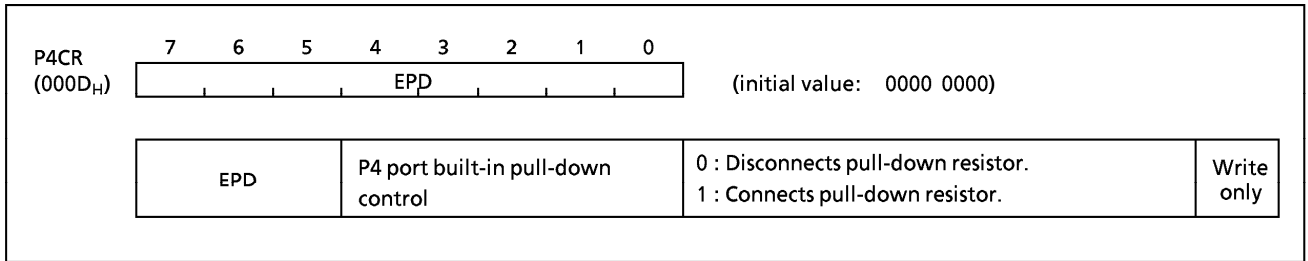 7 6 5 4 3 2 1 0
P4CR
(000DH)
EPD
(initial value: 0000 0000)
EPD
P4 port built-in pull-down
control
0 : Disconnects pull-down resistor.
1 : Connects pull-down resistor.
Write
only